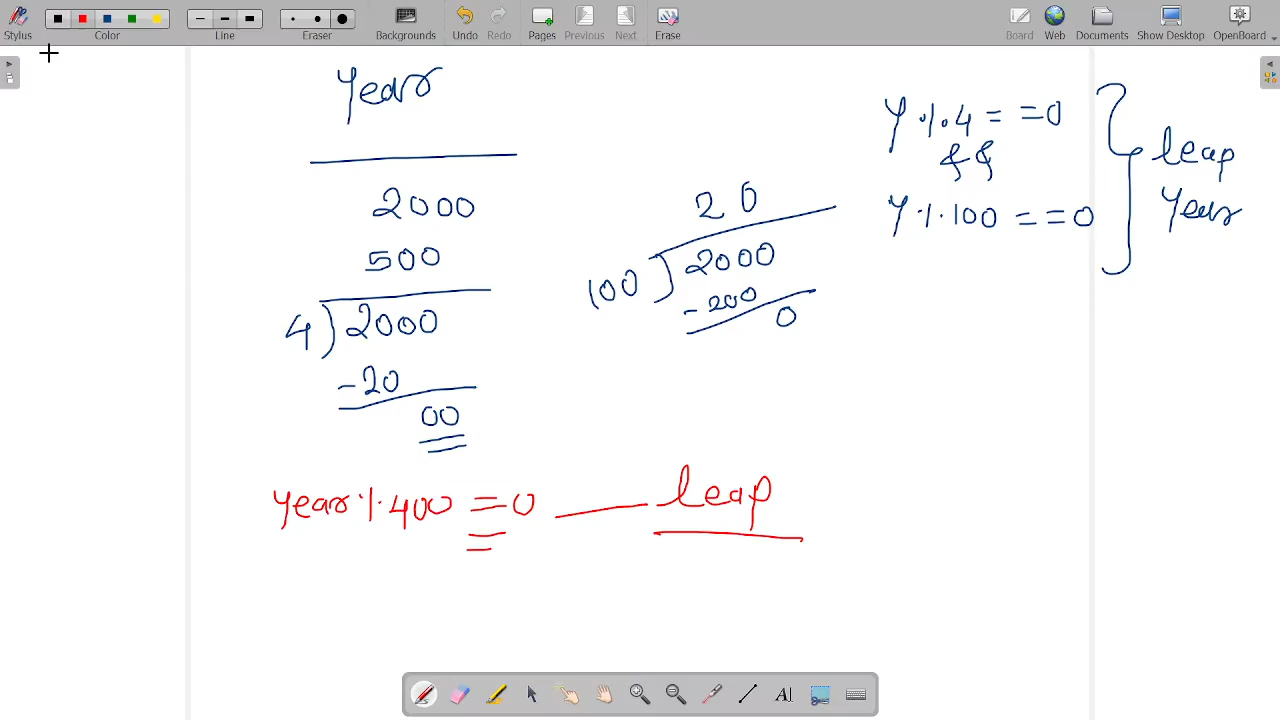 Stylus
Color
Line
Eraser
Backgrounds
Undo
Redo
Pages
Previous
Next
Erase
Board
Web
Documents
Show Desktop
OpenBoard
year
2000
500
4)2000
-20
00
20
100)2000
-200
0
y % 4 = =0
&&
y % 100 = =0
leap
year
year % 400 = 0 leap